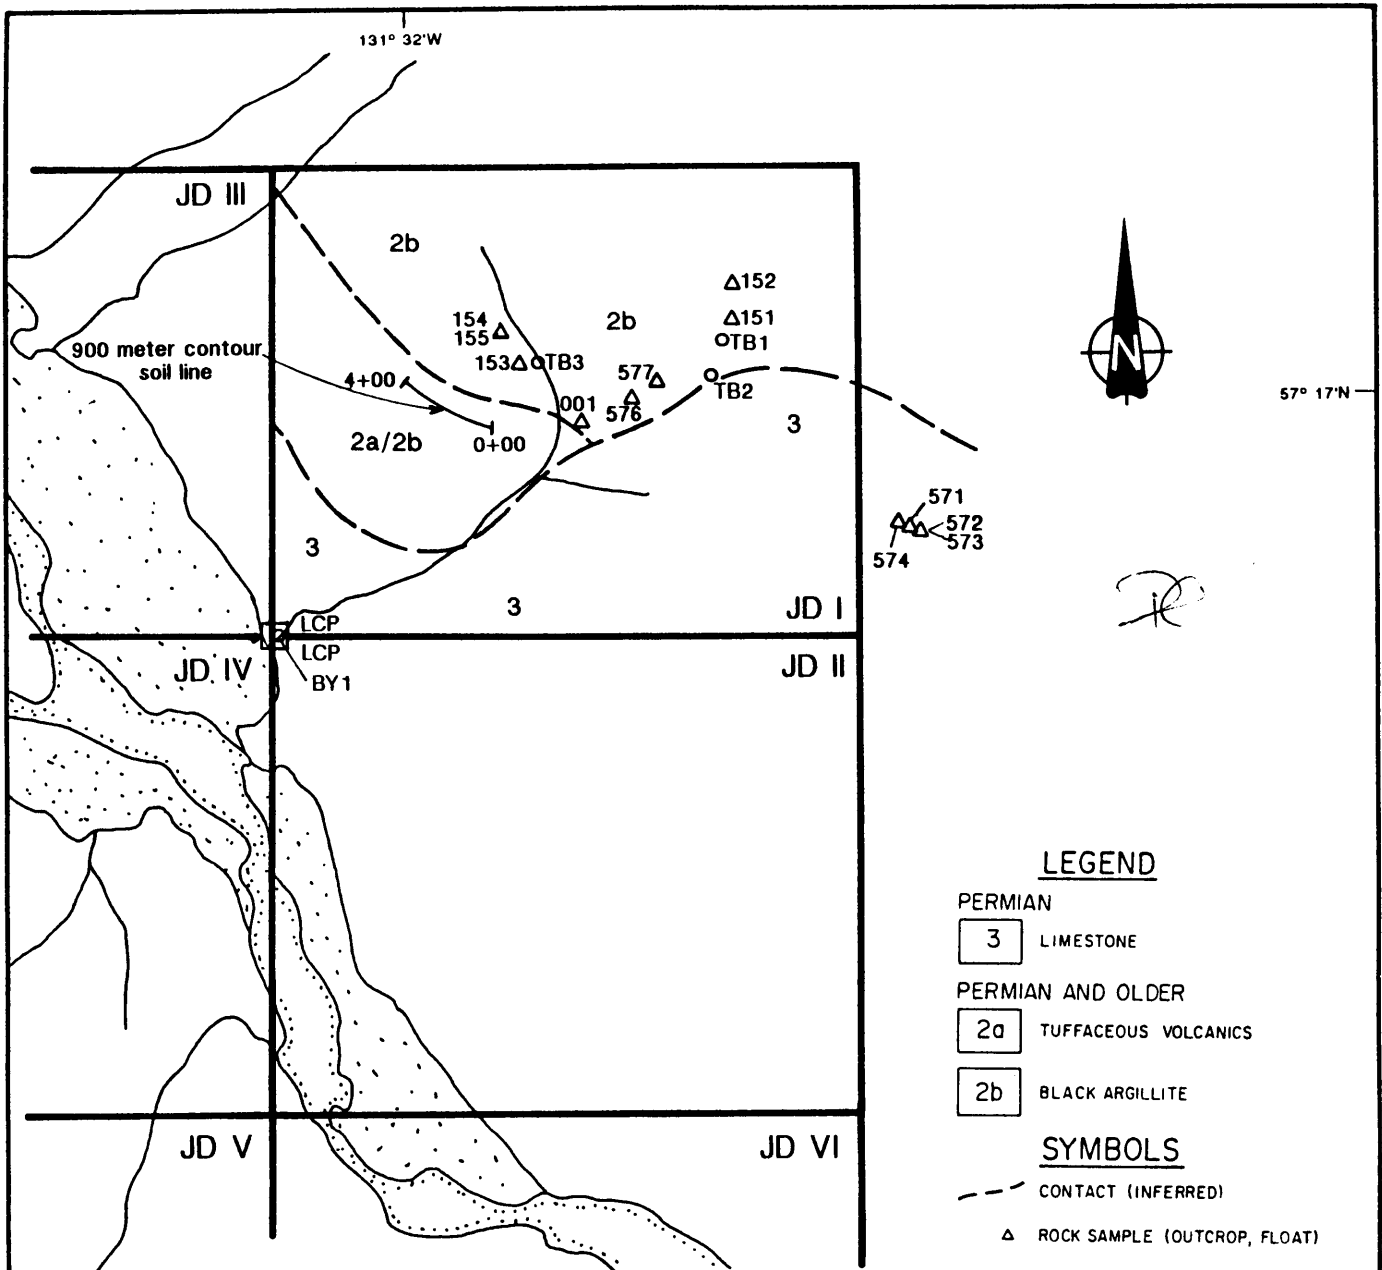 131° 32'W
JD III
2b
152
154
155
2b
151
TB1
900 meter contour
soil line
153
TB3
577
4+00
TB2
57° 17'N
001
576
3
2a/2b
0+00
571
572
573
574
3
3
JD I
LCP
LCP
JD IV
JD II
BY1
N
LEGEND
PERMIAN
3 LIMESTONE
PERMIAN AND OLDER
2a TUFFACEOUS VOLCANICS
2b BLACK ARGILLITE
JD V
JD VI
SYMBOLS
CONTACT (INFERRED)
ROCK SAMPLE (OUTCROP, FLOAT)